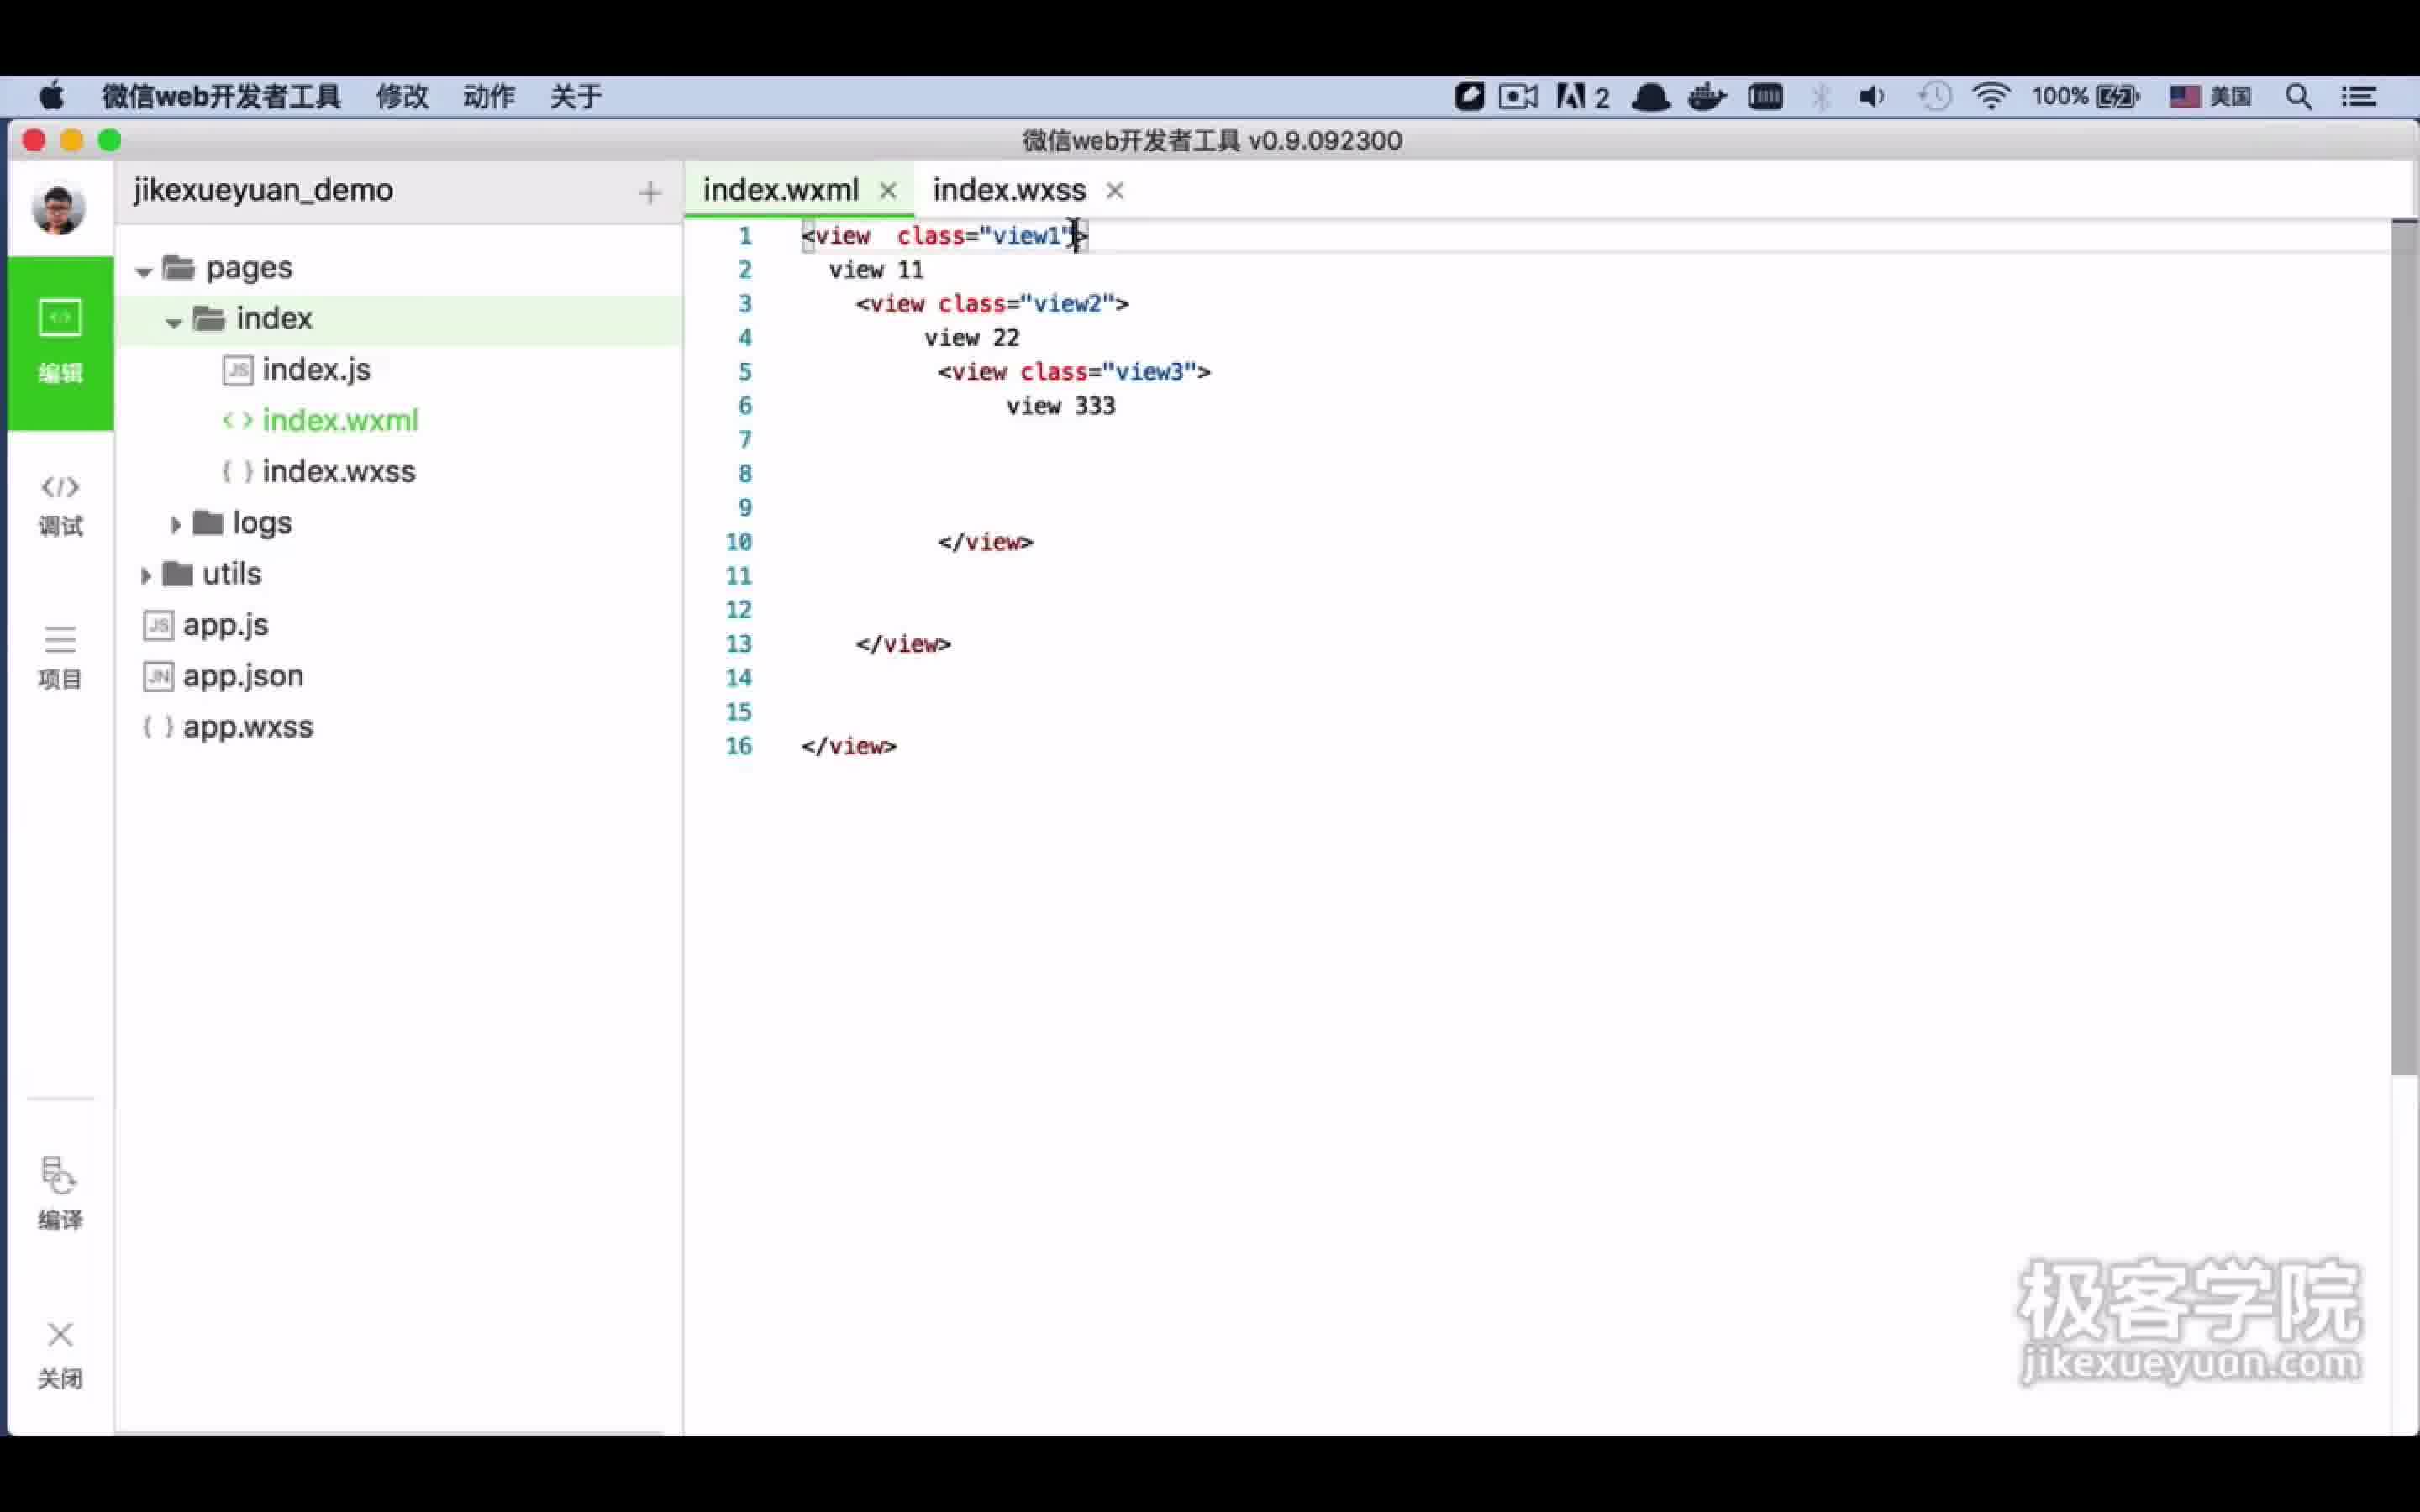 微信web开发者工具 修改 动作 关于 2 100% 美国
微信web开发者工具 v0.9.092300
jikexueyuan_demo
index.wxml
index.wxss
编辑
调试
项目
编译
关闭
pages
index
JS index.js
< > index.wxml
{ } index.wxss
logs
utils
JS app.js
JN app.json
{ } app.wxss
1 <view  class="view1">
2 view 11
3 <view class="view2">
4 view 22
5 <view class="view3">
6 view 333
7
8
9
10 </view>
11
12
13 </view>
14
15
16 </view>
极客学院
jikexueyuan.com